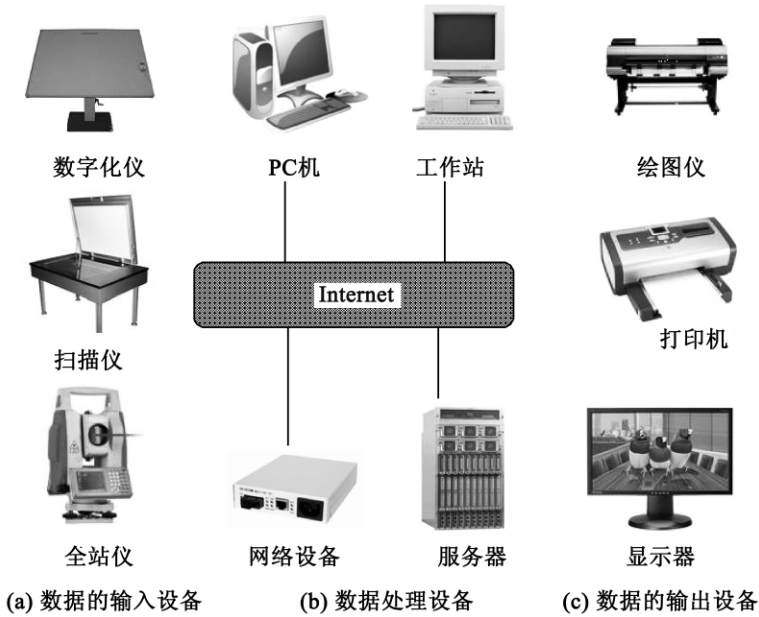 数字化仪
PC机
工作站
绘图仪
扫描仪
Internet
打印机
全站仪
网络设备
服务器
显示器
(a) 数据的输入设备
(b) 数据处理设备
(c) 数据的输出设备